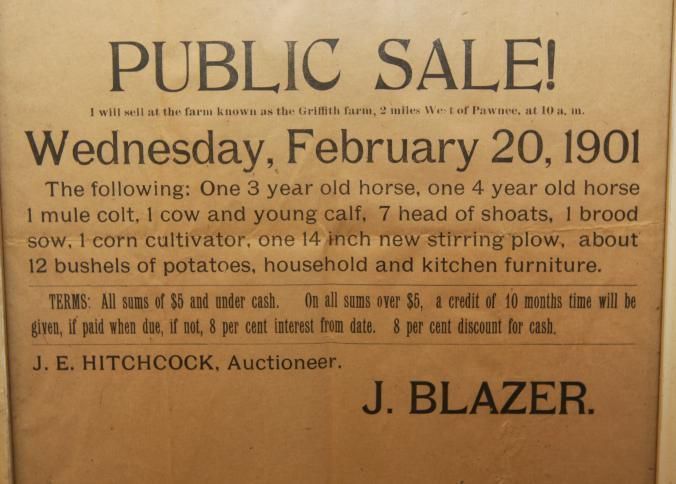 PUBLIC SALE!
I will sell at the farm known as the Griffith farm, 2 miles West of Pawnee, at 10 a. m.
Wednesday, February 20, 1901
The following: One 3 year old horse, one 4 year old horse
1 mule colt, 1 cow and young calf, 7 head of shoats, 1 brood
sow, 1 corn cultivator, one 14 inch new stirring plow, about
12 bushels of potatoes, household and kitchen furniture.
TERMS: All sums of $5 and under cash. On all sums over $5, a credit of 10 months time will be
given, if paid when due, if not, 8 per cent interest from date. 8 per cent discount for cash.
J. E. HITCHCOCK, Auctioneer.
J. BLAZER.